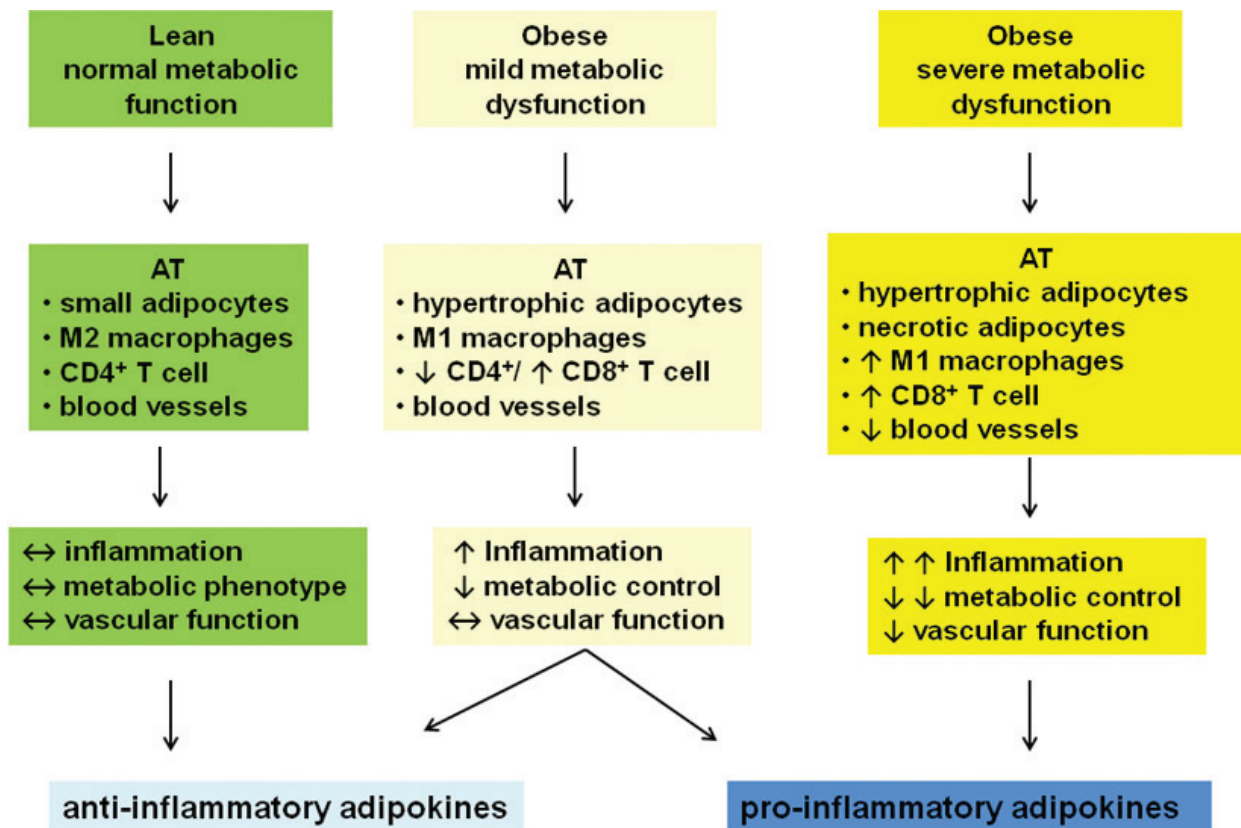 Lean
normal metabolic
function
Obese
mild metabolic
dysfunction
Obese
severe metabolic
dysfunction
AT
· small adipocytes
· M2 macrophages
· CD4⁺ T cell
· blood vessels
AT
· hypertrophic adipocytes
· M1 macrophages
· ↓ CD4⁺/ ↑ CD8⁺ T cell
· blood vessels
AT
· hypertrophic adipocytes
· necrotic adipocytes
· ↑ M1 macrophages
· ↑ CD8⁺ T cell
· ↓ blood vessels
↔ inflammation
↔ metabolic phenotype
↔ vascular function
↑ Inflammation
↓ metabolic control
↔ vascular function
↑ ↑ Inflammation
↓ ↓ metabolic control
↓ vascular function
anti-inflammatory adipokines
pro-inflammatory adipokines